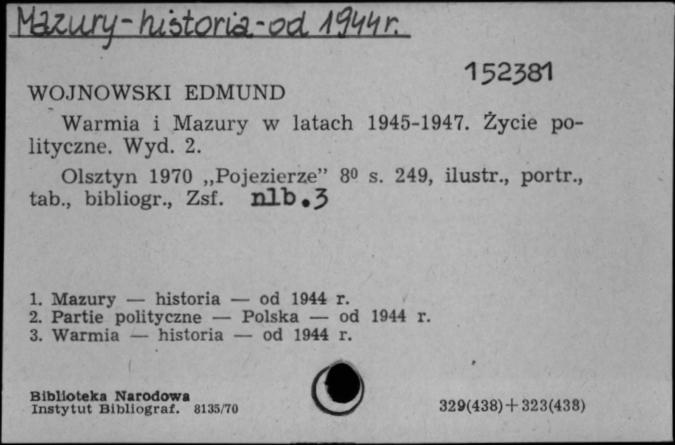 Mazury-historia-od 1944r.
152381
WOJNOWSKI EDMUND
Warmia i Mazury w latach 1945-1947. Życie po-
lityczne. Wyd. 2.
Olsztyn 1970 „Pojezierze” 8⁰ s. 249, ilustr., portr.,
tab., bibliogr., Zsf. nlb.3
1. Mazury — historia — od 1944 r.
2. Partie polityczne — Polska — od 1944 r.
3. Warmia — historia — od 1944 r.
Biblioteka Narodowa
Instytut Bibliograf. 8135/70
329(438)+323(438)